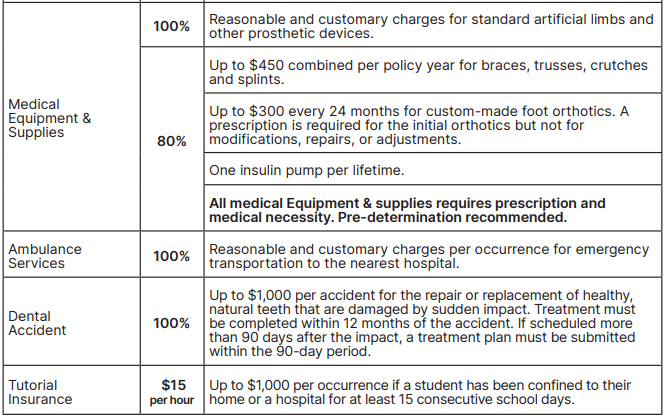 100%
Reasonable and customary charges for standard artificial limbs and
other prosthetic devices.
Medical
Equipment &
Supplies
80%
Up to $450 combined per policy year for braces, trusses, crutches
and splints.
Up to $300 every 24 months for custom-made foot orthotics. A
prescription is required for the initial orthotics but not for
modifications, repairs, or adjustments.
One insulin pump per lifetime.
All medical Equipment & supplies requires prescription and
medical necessity. Pre-determination recommended.
Ambulance
Services
100%
Reasonable and customary charges per occurrence for emergency
transportation to the nearest hospital.
Dental
Accident
100%
Up to $1,000 per accident for the repair or replacement of healthy,
natural teeth that are damaged by sudden impact. Treatment must
be completed within 12 months of the accident. If scheduled more
than 90 days after the impact, a treatment plan must be submitted
within the 90-day period.
Tutorial
Insurance
$15
per hour
Up to $1,000 per occurrence if a student has been confined to their
home or a hospital for at least 15 consecutive school days.